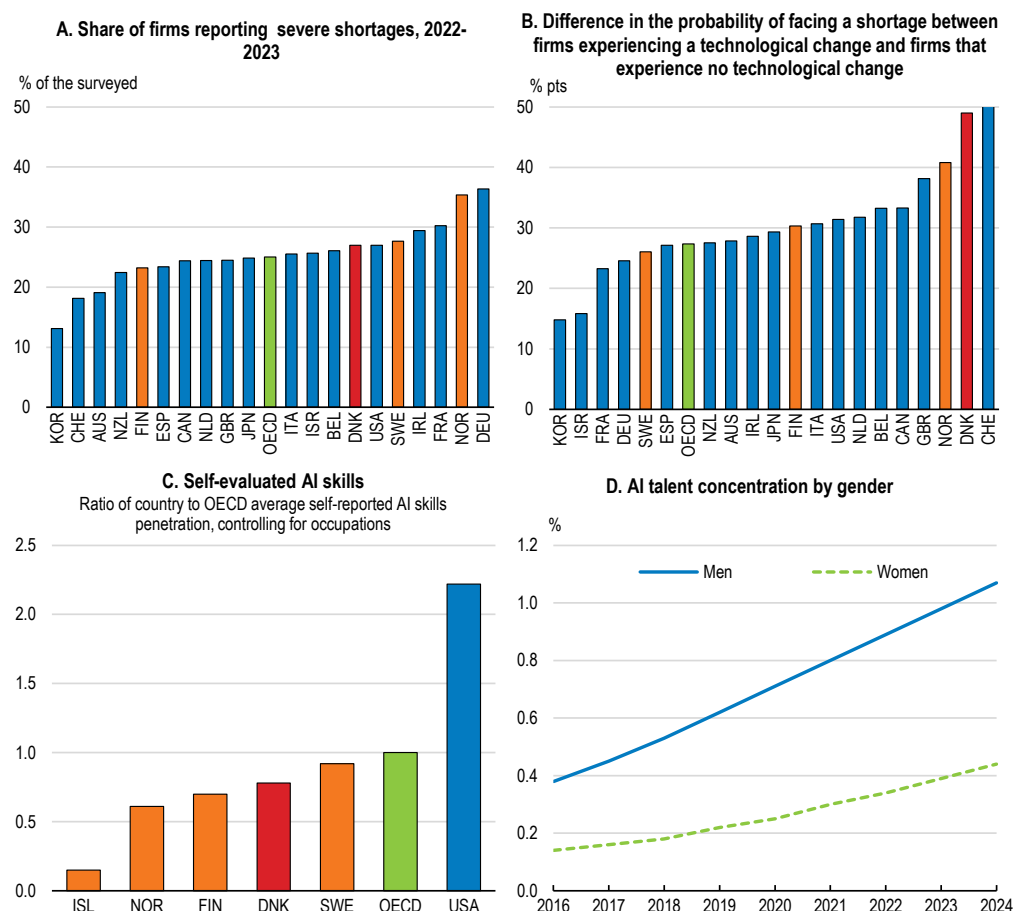 A. Share of firms reporting severe shortages, 2022-
2023
% of the surveyed
50
40
30
20
10
0
KOR
CHE
AUS
NZL
FIN
ESP
CAN
NLD
GBR
JPN
OECD
ITA
ISR
BEL
DNK
USA
SWE
IRL
FRA
NOR
DEU
B. Difference in the probability of facing a shortage between
firms experiencing a technological change and firms that
experience no technological change
% pts
50
40
30
20
10
0
KOR
ISR
FRA
DEU
SWE
ESP
OECD
NZL
AUS
IRL
JPN
FIN
ITA
USA
NLD
BEL
CAN
GBR
NOR
DNK
CHE
C. Self-evaluated AI skills
Ratio of country to OECD average self-reported AI skills
penetration, controlling for occupations
2.5
2.0
1.5
1.0
0.5
0.0
ISL NOR FIN DNK SWE OECD USA
D. AI talent concentration by gender
%
1.2
1.0
0.8
0.6
0.4
0.2
0.0
Men Women
2016 2017 2018 2019 2020 2021 2022 2023 2024